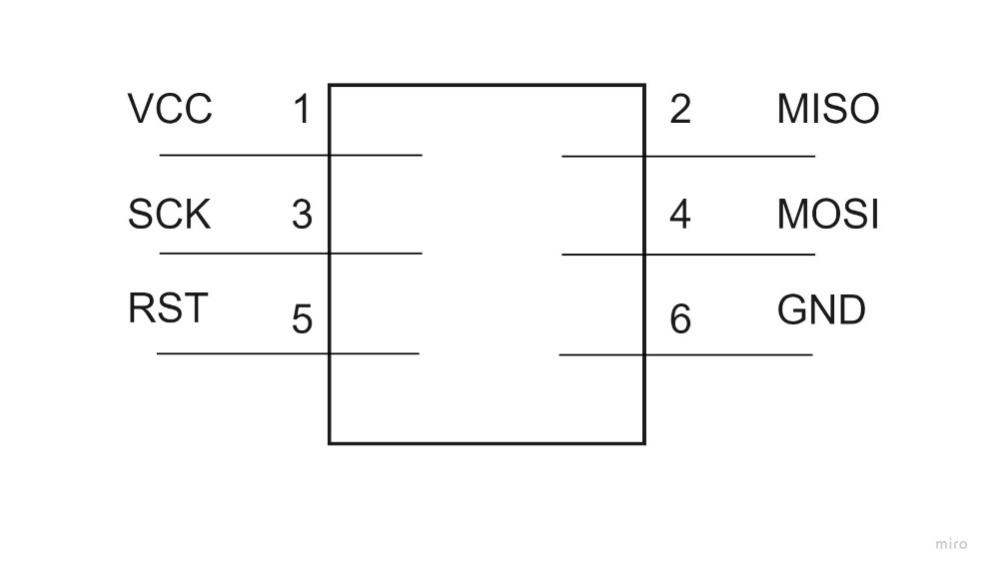 VCC 1 2 MISO
SCK 3 4 MOSI
RST 5 6 GND
miro